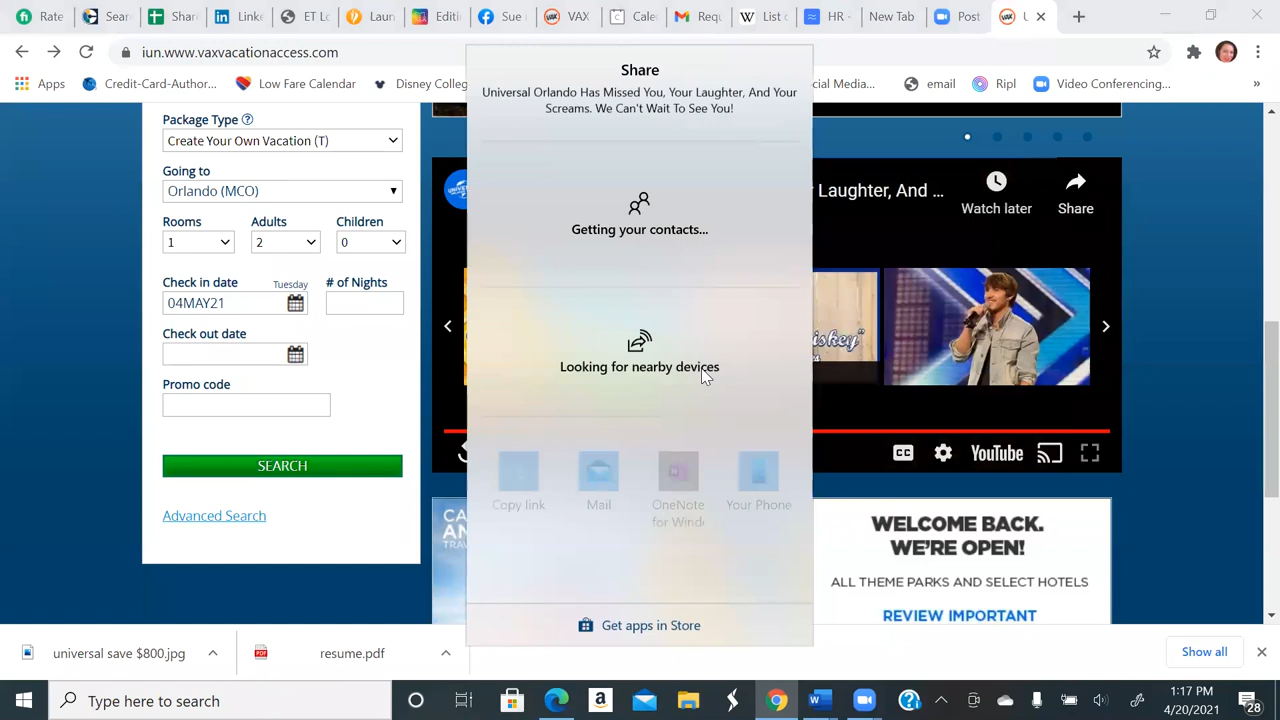 Rate
Sear
Share
Linke
ET L
Laun
Editi
Sue
VAX
Cale
Req
List o
HR
New Tab
Post
U
iun.www.vaxvacationaccess.com
Apps
Credit-Card-Author...
Low Fare Calendar
Disney Colleg
cial Media...
email
Ripl
Video Conferencing...
»
Share
Universal Orlando Has Missed You, Your Laughter, And Your
Screams. We Can't Wait To See You!
Getting your contacts...
Looking for nearby devices
Copy link
Mail
OneNote
for Windo
Your Phone
Get apps in Store
Package Type
Create Your Own Vacation (T)
Going to
Orlando (MCO)
Rooms
Adults
Children
1
2
0
Check in date
Tuesday
# of Nights
04MAY21
Check out date
Promo code
SEARCH
Advanced Search
Laughter, And ...
Watch later
Share
YouTube
CA
AN
TRAV
WELCOME BACK.
WE'RE OPEN!
ALL THEME PARKS AND SELECT HOTELS
REVIEW IMPORTANT
universal save $800.jpg
resume.pdf
Show all
Type here to search
1:17 PM
4/20/2021
28